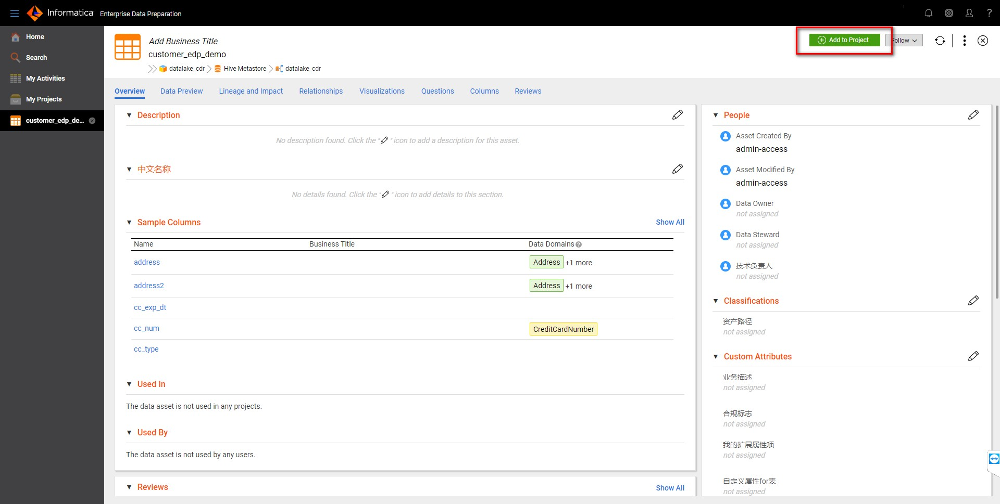 Informatica Enterprise Data Preparation
Home
Search
My Activities
My Projects
customer_edp_de...
Add Business Title
customer_edp_demo
datalake_cdr Hive Metastore datalake_cdr
Add to Project
Follow
Overview Data Preview Lineage and Impact Relationships Visualizations Questions Columns Reviews
Description
No description found. Click the " " icon to add a description for this asset.
中文名称
No details found. Click the " " icon to add details to this section.
Sample Columns Show All
Name Business Title Data Domains ?
address Address +1 more
address2 Address +1 more
cc_exp_dt
cc_num CreditCardNumber
cc_type
Used In
The data asset is not used in any projects.
Used By
The data asset is not used by any users.
Reviews Show All
People
Asset Created By
admin-access
Asset Modified By
admin-access
Data Owner
not assigned
Data Steward
not assigned
技术负责人
not assigned
Classifications
资产路径
not assigned
Custom Attributes
业务描述
not assigned
合规标志
not assigned
我的扩展属性项
not assigned
自定义属性for表
not assigned